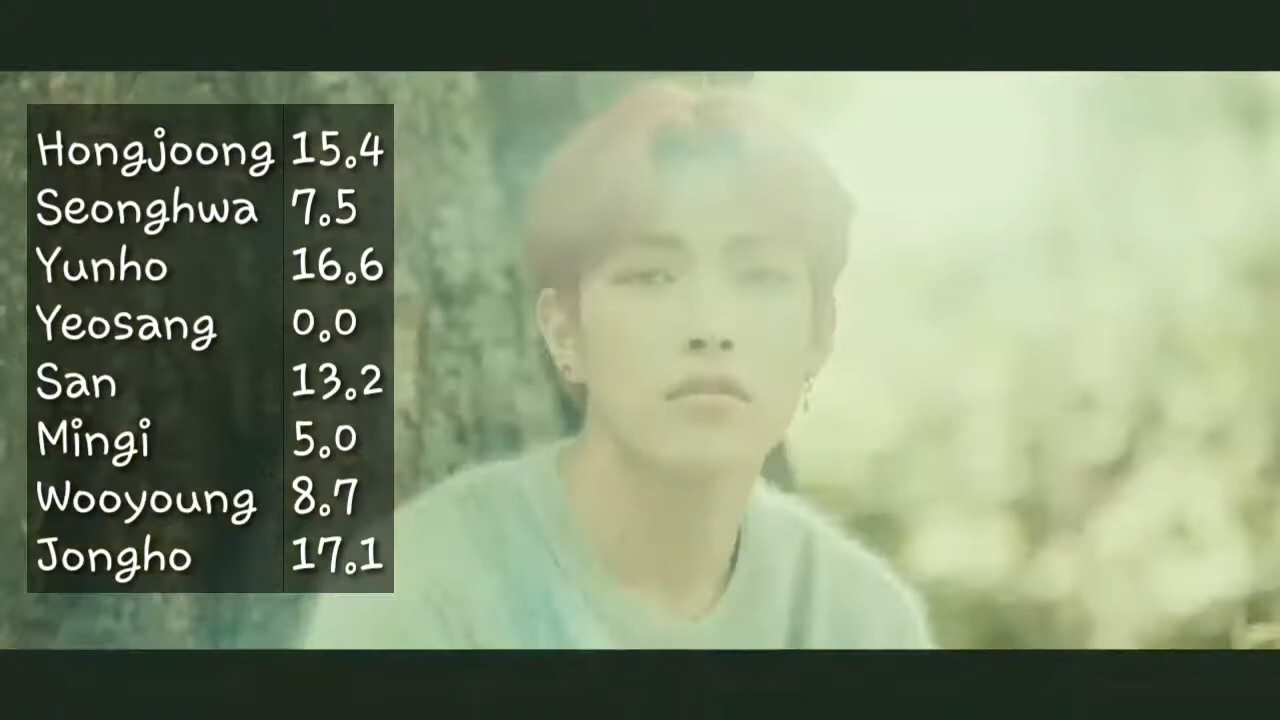 Hongjoong 15.4
Seonghwa 7.5
Yunho 16.6
Yeosang 0.0
San 13.2
Mingi 5.0
Wooyoung 8.7
Jongho 17.1